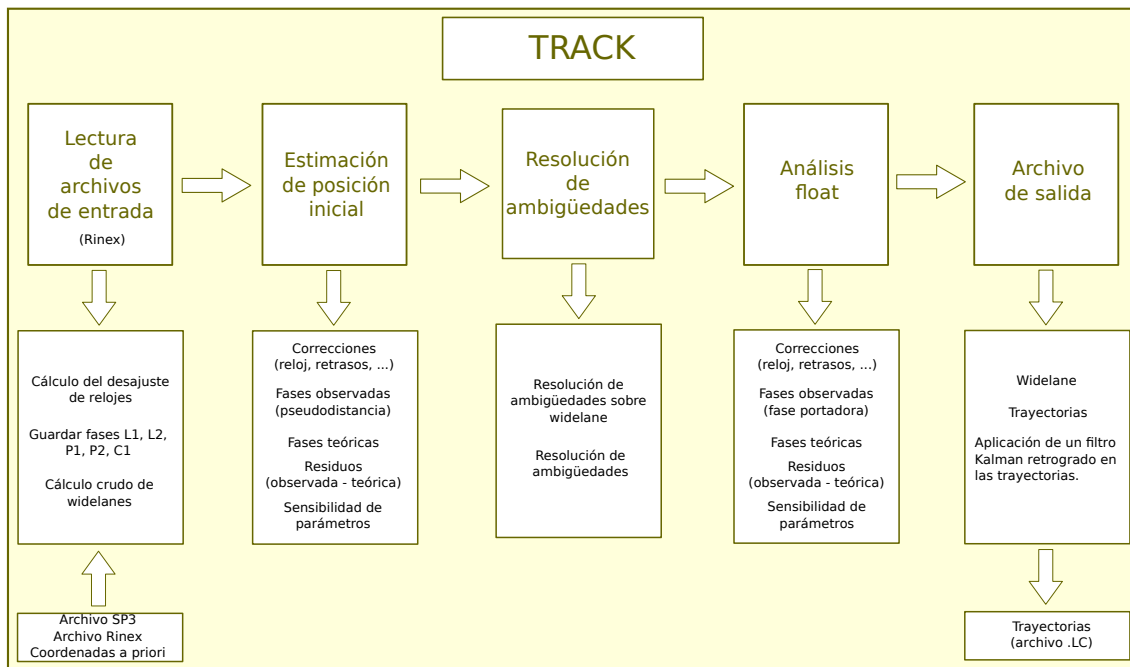 TRACK
Lectura
de
archivos
de entrada
(Rinex)
Estimación
de posición
inicial
Resolución
de
ambigüedades
Análisis
float
Archivo
de salida
Cálculo del desajuste
de relojes
Guardar fases L1, L2,
P1, P2, C1
Cálculo crudo de
widelanes
Correcciones
(reloj, retrasos, ...)
Fases observadas
(pseudodistancia)
Fases teóricas
Residuos
(observada - teórica)
Sensibilidad de
parámetros
Resolución de
ambigüedades sobre
widelane
Resolución de
ambigüedades
Correcciones
(reloj, retrasos, ...)
Fases observadas
(fase portadora)
Fases teóricas
Residuos
(observada - teórica)
Sensibilidad de
parámetros
Widelane
Trayectorias
Aplicación de un filtro
Kalman retrogrado en
las trayectorias.
Archivo SP3
Archivo Rinex
Coordenadas a priori
Trayectorias
(archivo .LC)